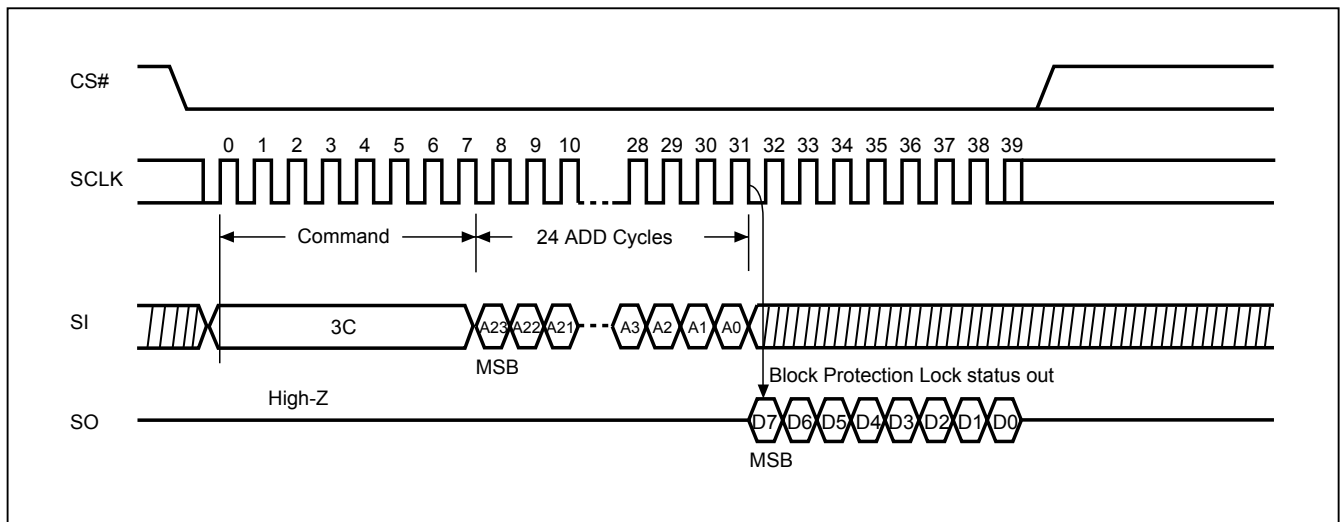 CS#
0 1 2 3 4 5 6 7 8 9 10 28 29 30 31 32 33 34 35 36 37 38 39
SCLK
Command 24 ADD Cycles
SI 3C A23 A22 A21 A3 A2 A1 A0
MSB
Block Protection Lock status out
High-Z
SO D7 D6 D5 D4 D3 D2 D1 D0
MSB